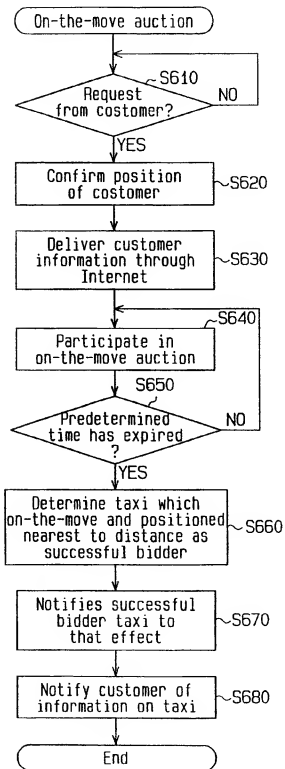 On-the-move auction
S610
Request
from costomer?
NO
YES
Confirm position
of costomer
S620
Deliver customer
information through
Internet
S630
S640
Participate in
on-the-move auction
S650
Predetermined
time has expired
?
NO
YES
Determine taxi which
on-the-move and positioned
nearest to distance as
successful bidder
S660
Notifies successful
bidder taxi to
that effect
S670
Notify customer of
information on taxi
S680
End